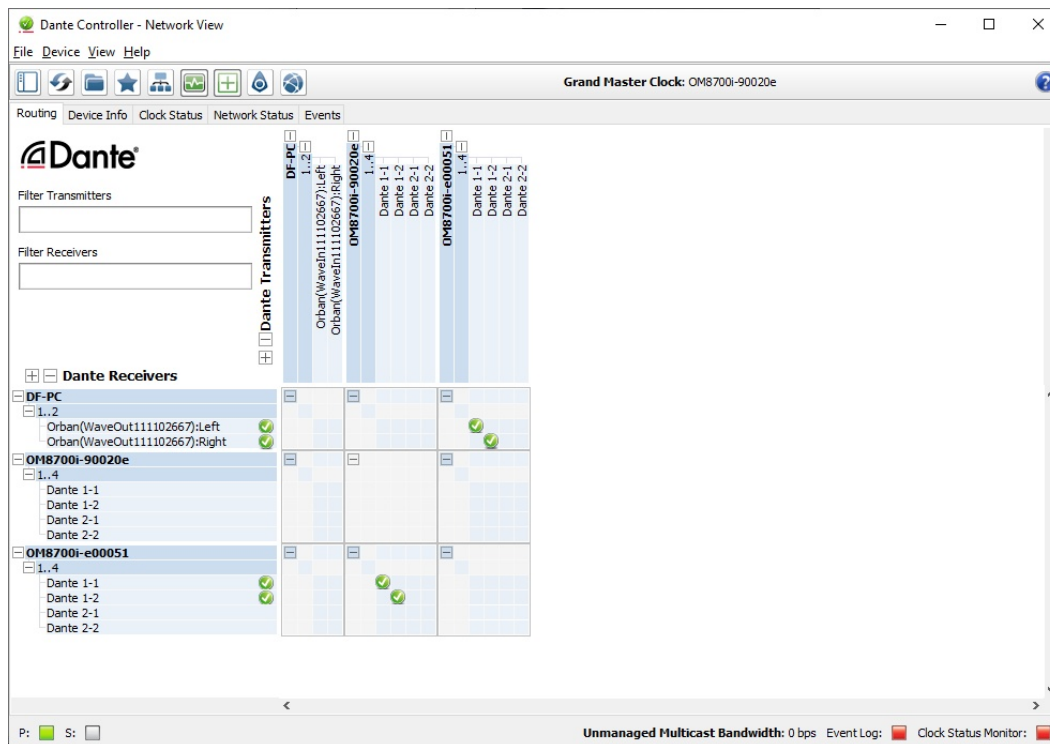 Dante Controller - Network View
File Device View Help
Grand Master Clock: OM8700i-90020e
Routing Device Info Clock Status Network Status Events
Dante
Filter Transmitters
Filter Receivers
Dante Transmitters
DF-PC
1..2
Orban(WaveIn111102667):Left
Orban(WaveIn111102667):Right
OM8700i-90020e
1..4
Dante 1-1
Dante 1-2
Dante 2-1
Dante 2-2
OM8700i-e00051
1..4
Dante 1-1
Dante 1-2
Dante 2-1
Dante 2-2
Dante Receivers
DF-PC
1..2
Orban(WaveOut111102667):Left
Orban(WaveOut111102667):Right
OM8700i-90020e
1..4
Dante 1-1
Dante 1-2
Dante 2-1
Dante 2-2
OM8700i-e00051
1..4
Dante 1-1
Dante 1-2
Dante 2-1
Dante 2-2
P: S: Unmanaged Multicast Bandwidth: 0 bps Event Log: Clock Status Monitor: